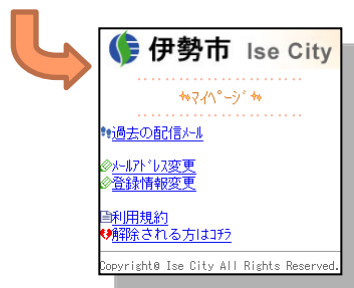 伊勢市 Ise City
ﾏｲﾍﾟｰｼﾞ
過去の配信ﾒｰﾙ
ﾒｰﾙｱﾄﾞﾚｽ変更
登録情報変更
利用規約
解除される方はｺﾁﾗ
Copyright@ Ise City All Rights Reserved.